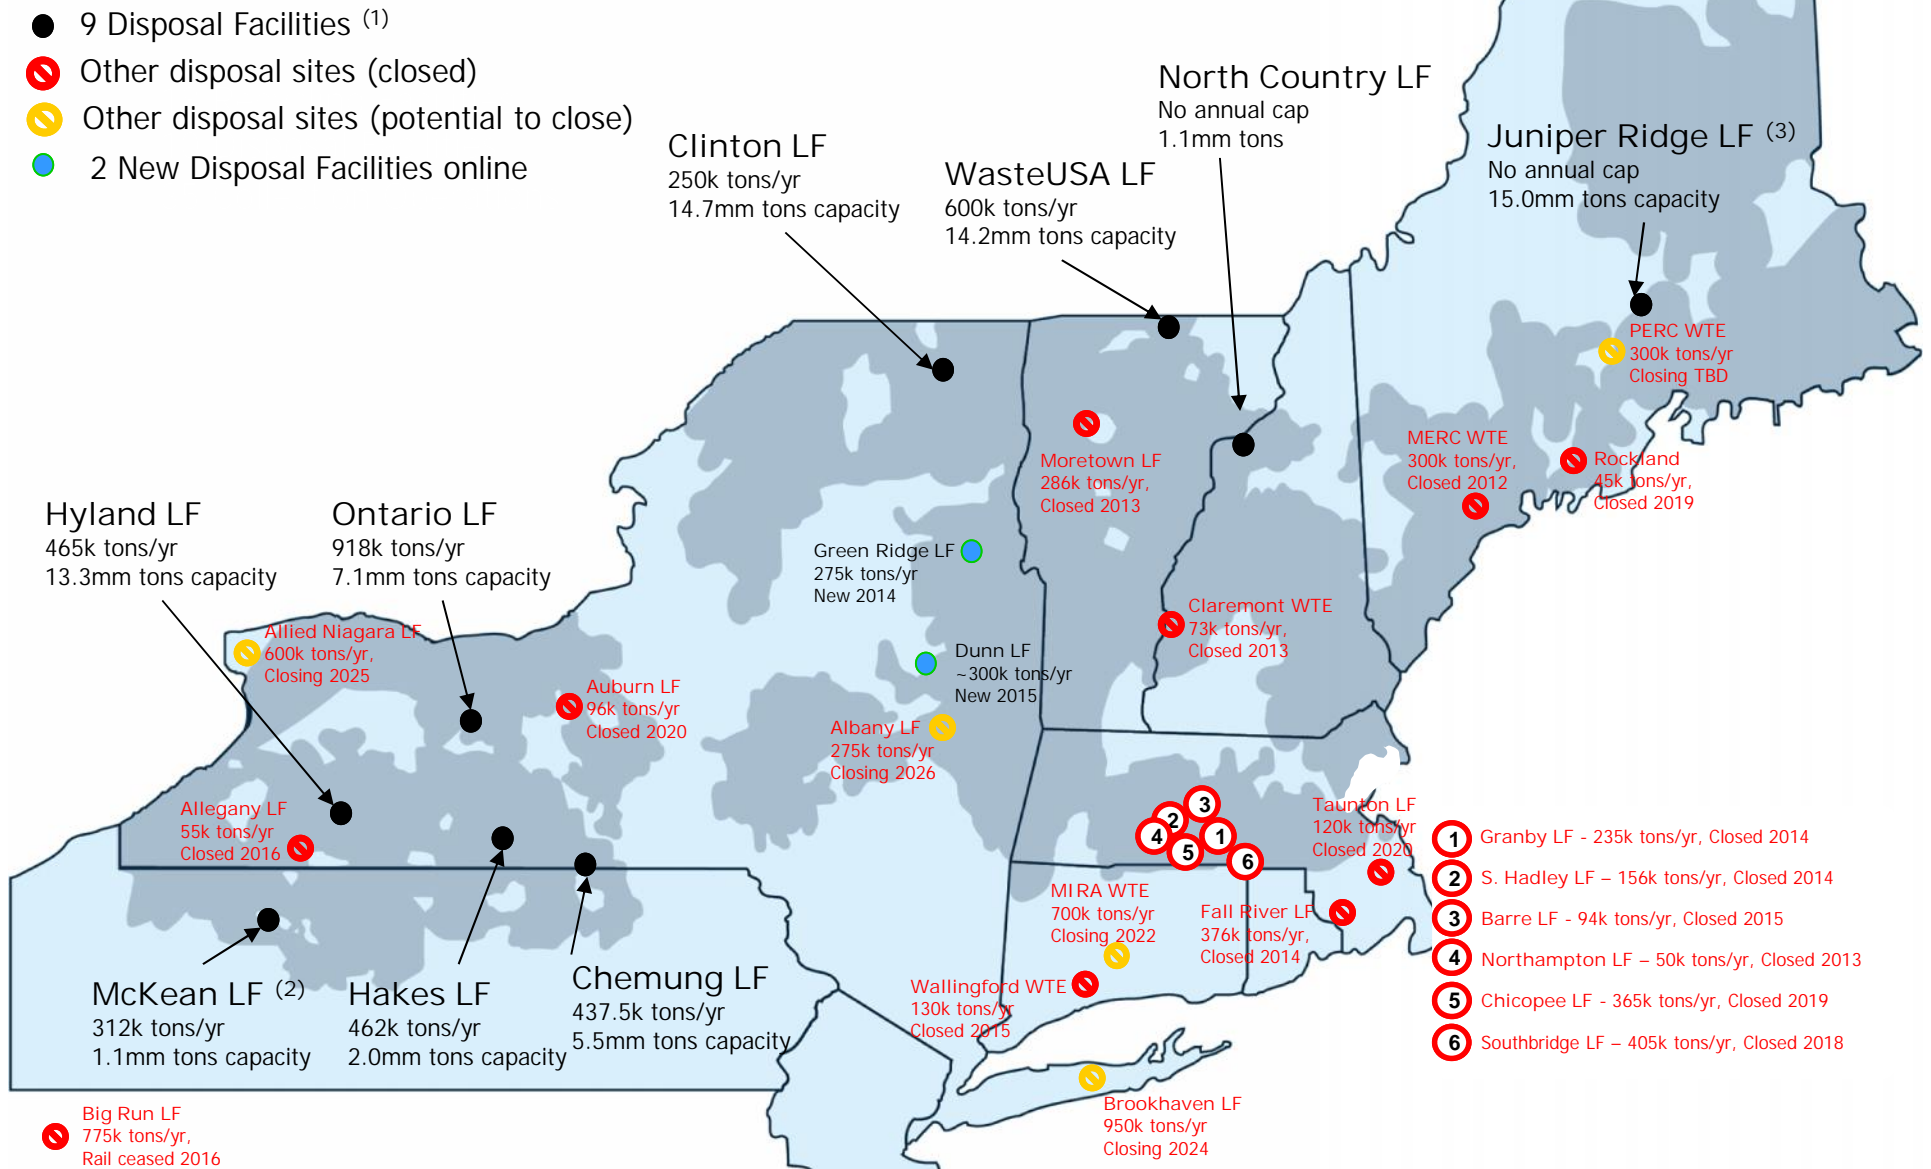 9 Disposal Facilities (1)
Other disposal sites (closed)
Other disposal sites (potential to close)
2 New Disposal Facilities online
North Country LF
No annual cap
1.1mm tons
Juniper Ridge LF (3)
No annual cap
15.0mm tons capacity
Clinton LF
250k tons/yr
14.7mm tons capacity
WasteUSA LF
600k tons/yr
14.2mm tons capacity
PERC WTE
300k tons/yr
Closing TBD
MERC WTE
300k tons/yr,
Closed 2012
Rockland
45k tons/yr,
Closed 2019
Moretown LF
286k tons/yr,
Closed 2013
Hyland LF
465k tons/yr
13.3mm tons capacity
Ontario LF
918k tons/yr
7.1mm tons capacity
Green Ridge LF
275k tons/yr
New 2014
Claremont WTE
73k tons/yr,
Closed 2013
Allied Niagara LF
600k tons/yr,
Closing 2025
Dunn LF
~300k tons/yr
New 2015
Auburn LF
96k tons/yr
Closed 2020
Albany LF
275k tons/yr
Closing 2026
Allegany LF
55k tons/yr
Closed 2016
3
2
4
1
5
6
Taunton LF
120k tons/yr
Closed 2020
1 Granby LF - 235k tons/yr, Closed 2014
2 S. Hadley LF – 156k tons/yr, Closed 2014
3 Barre LF - 94k tons/yr, Closed 2015
4 Northampton LF – 50k tons/yr, Closed 2013
5 Chicopee LF - 365k tons/yr, Closed 2019
6 Southbridge LF – 405k tons/yr, Closed 2018
MIRA WTE
700k tons/yr
Closing 2022
Fall River LF
376k tons/yr,
Closed 2014
Wallingford WTE
130k tons/yr
Closed 2015
McKean LF (2)
312k tons/yr
1.1mm tons capacity
Hakes LF
462k tons/yr
2.0mm tons capacity
Chemung LF
437.5k tons/yr
5.5mm tons capacity
Big Run LF
775k tons/yr,
Rail ceased 2016
Brookhaven LF
950k tons/yr
Closing 2024